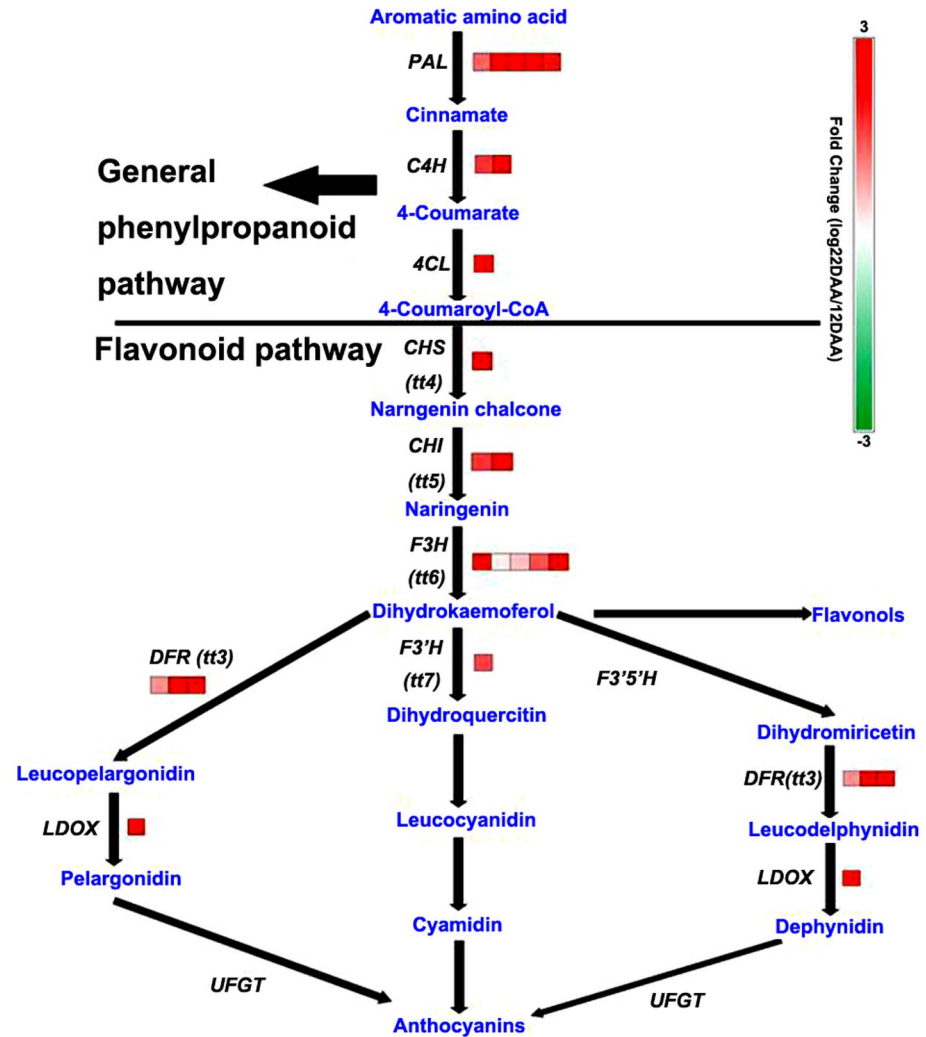 Aromatic amino acid
3
PAL
Cinnamate
General
phenylpropanoid
pathway
C4H
4-Coumarate
4CL
4-Coumaroyl-CoA
Fold Change (log22DAA/12DAA)
-3
Flavonoid pathway
CHS
(tt4)
Narngenin chalcone
CHI
(tt5)
Naringenin
F3H
(tt6)
Dihydrokaemoferol
Flavonols
DFR (tt3)
F3'H
(tt7)
F3'5'H
Dihydroquercitin
Dihydromiricetin
Leucopelargonidin
DFR(tt3)
LDOX
Leucocyanidin
Leucodelphynidin
Pelargonidin
LDOX
Cyamidin
Dephynidin
UFGT
UFGT
Anthocyanins